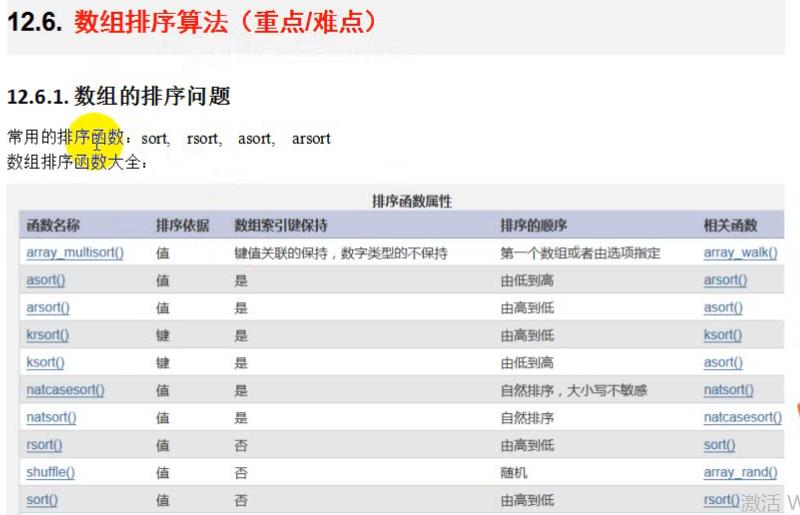 12.6. 数组排序算法（重点/难点）
12.6.1. 数组的排序问题
常用的排序函数：sort, rsort, asort, arsort
数组排序函数大全：
排序函数属性
函数名称 排序依据 数组索引键保持 排序的顺序 相关函数
array_multisort() 值 键值关联的保持，数字类型的不保持 第一个数组或者由选项指定 array_walk()
asort() 值 是 由低到高 arsort()
arsort() 值 是 由高到低 asort()
krsort() 键 是 由高到低 ksort()
ksort() 键 是 由低到高 asort()
natcasesort() 值 是 自然排序，大小写不敏感 natsort()
natsort() 值 是 自然排序 natcasesort()
rsort() 值 否 由高到低 sort()
shuffle() 值 否 随机 array_rand()
sort() 值 否 由高到低 rsort()
激活 W